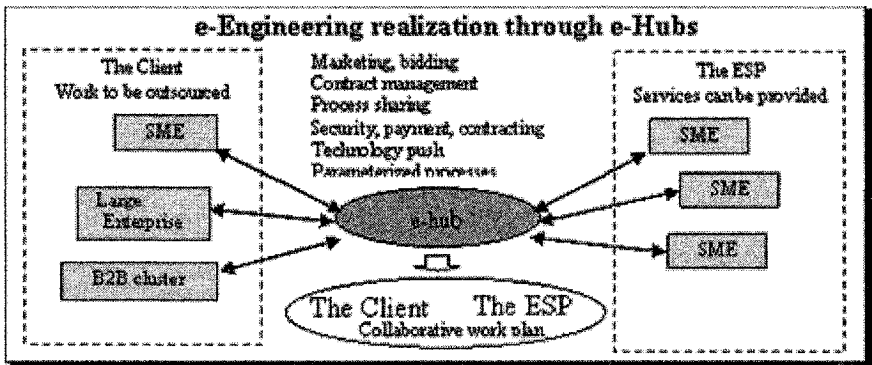 e-Engineering realization through e-Hubs
The Client
Work to be outsourced
SME
Large
Enterprise
B2B cluster
Marketing, bidding
Contract management
Process sharing
Security, payment, contracting
Technology push
Parameterized processes
e-hub
The Client The ESP
Collaborative work plan
The ESP
Services can be provided
SME
SME
SME